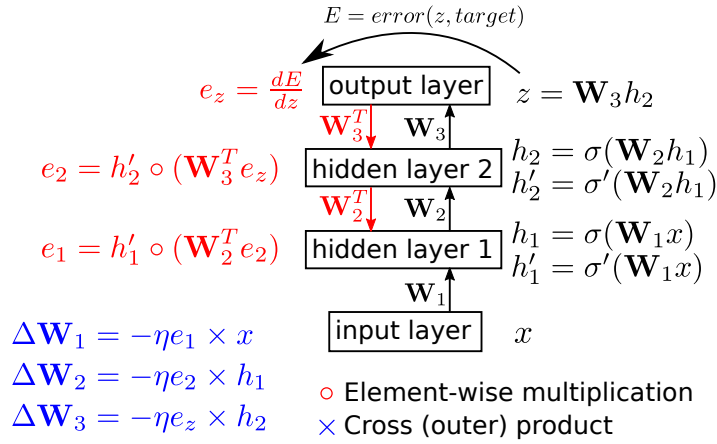 E = error(z, target)
e_z = dE/dz
output layer
z = W_3 h_2
W_3^T
W_3
e_2 = h'_2 ∘ (W_3^T e_z)
hidden layer 2
h_2 = σ(W_2 h_1)
h'_2 = σ'(W_2 h_1)
W_2^T
W_2
e_1 = h'_1 ∘ (W_2^T e_2)
hidden layer 1
h_1 = σ(W_1 x)
h'_1 = σ'(W_1 x)
W_1
input layer
x
ΔW_1 = −ηe_1 × x
ΔW_2 = −ηe_2 × h_1
ΔW_3 = −ηe_z × h_2
∘ Element-wise multiplication
× Cross (outer) product